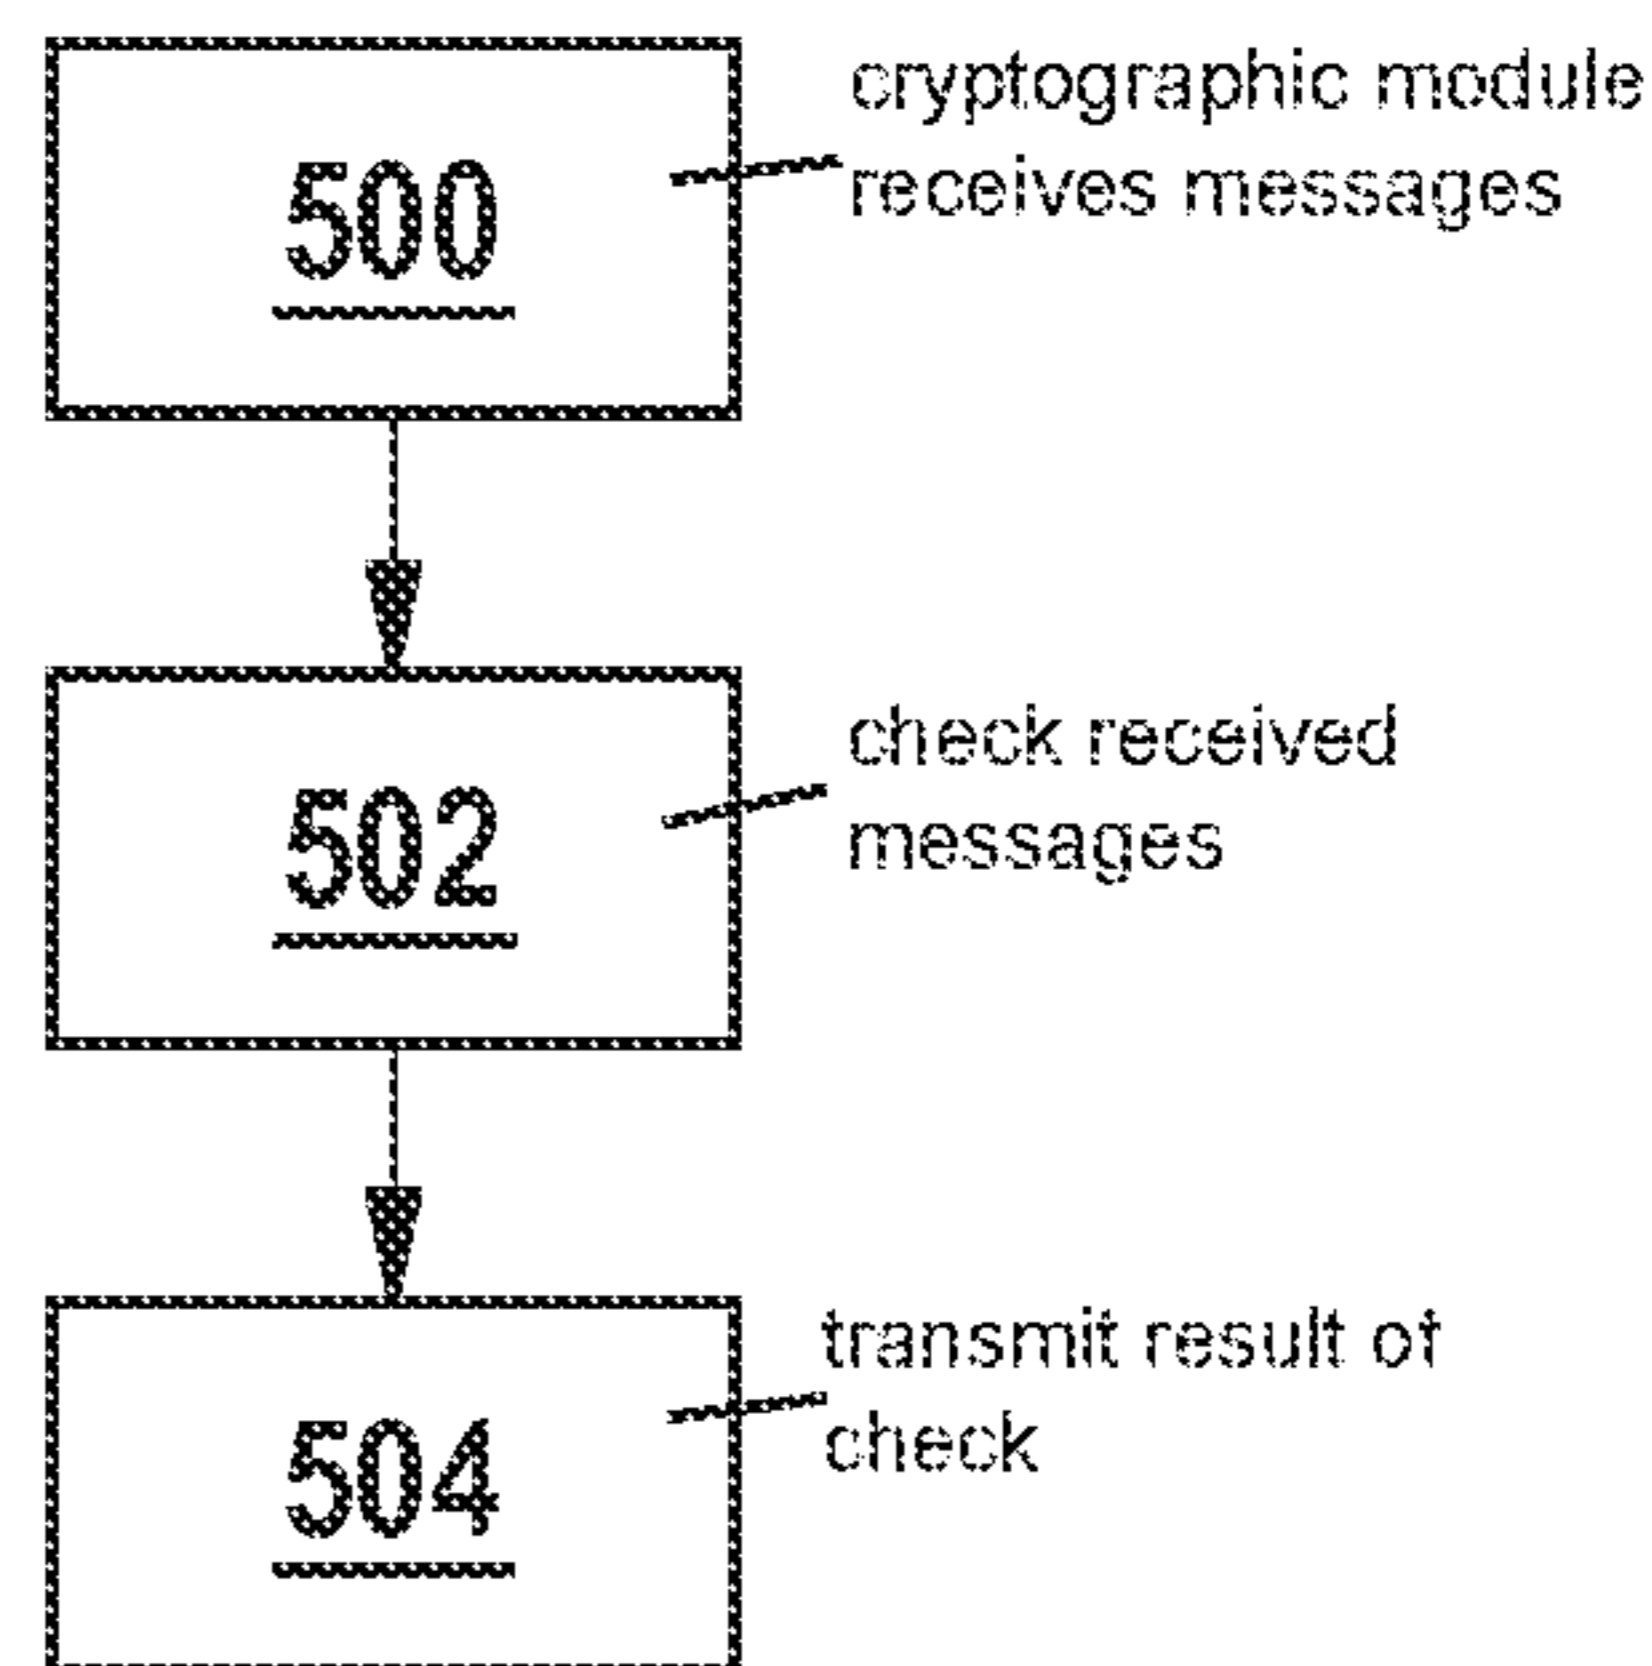 cryptographic module
receives messages
500
check received
messages
502
transmit result of
check
504